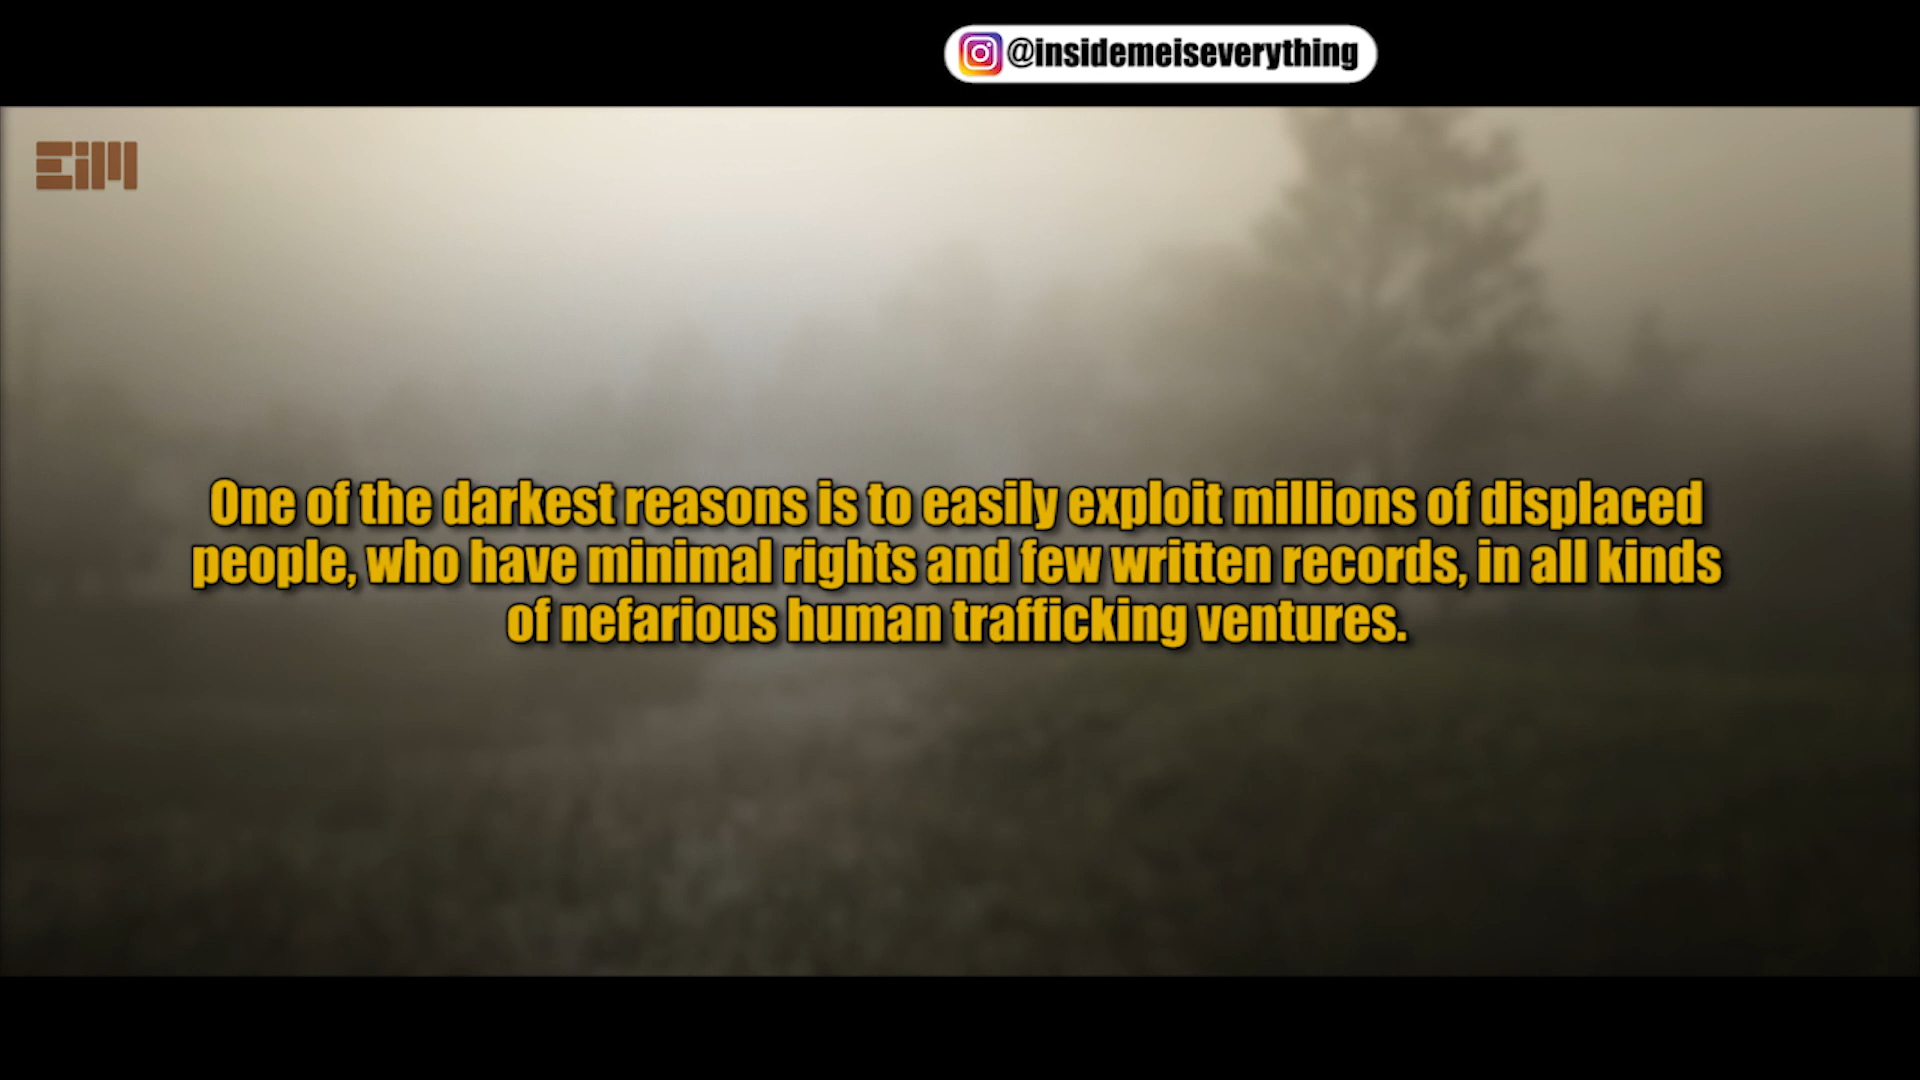 @insidemeiseverything
EiM
One of the darkest reasons is to easily exploit millions of displaced
people, who have minimal rights and few written records, in all kinds
of nefarious human trafficking ventures.